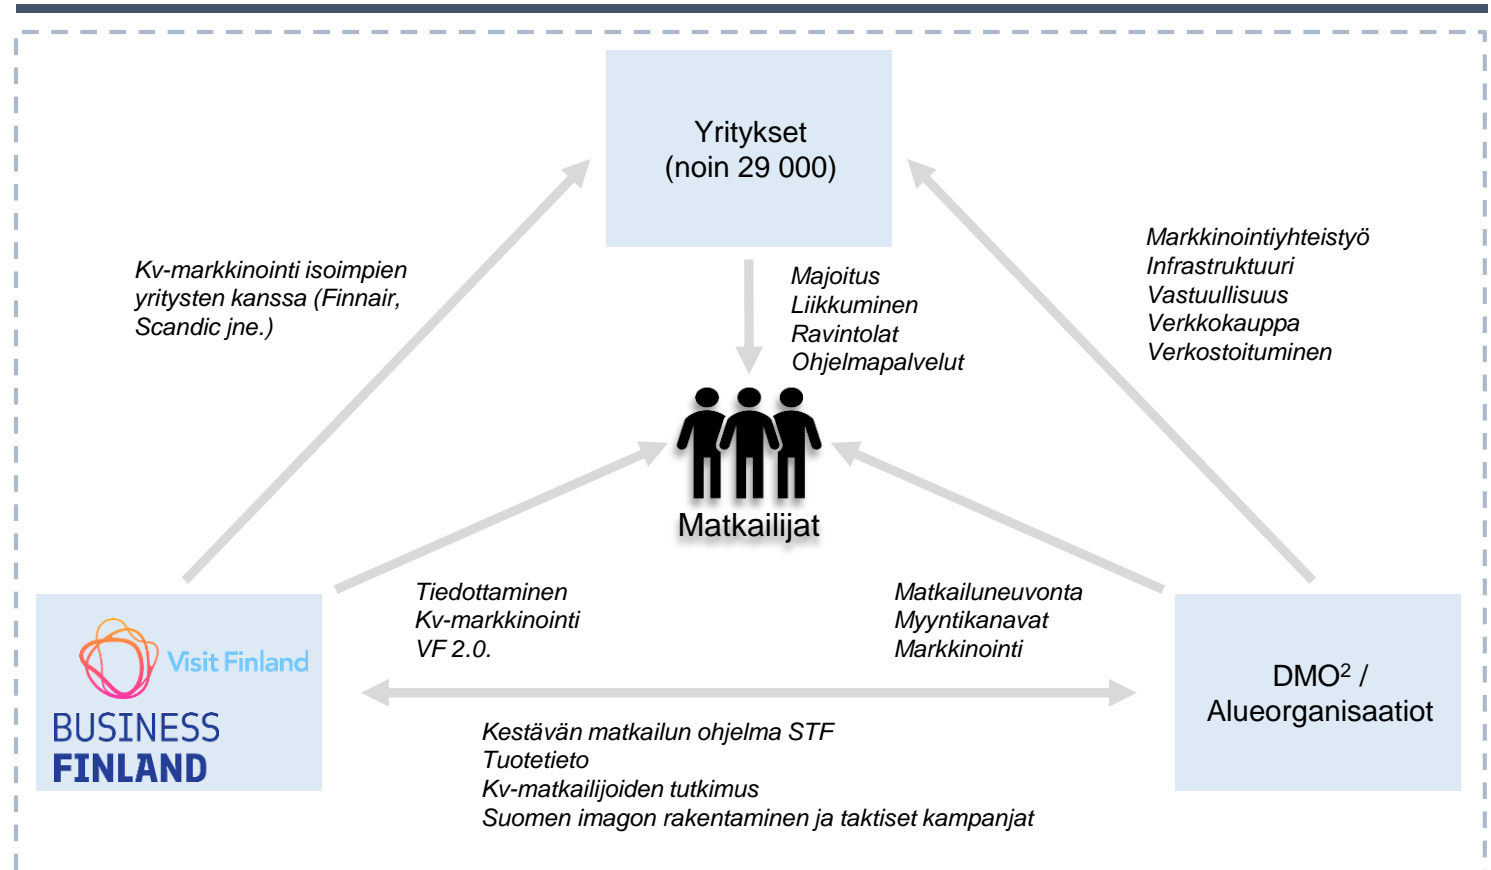 Yritykset
(noin 29 000)
Kv-markkinointi isoimpien
yritysten kanssa (Finnair,
Scandic jne.)
Majoitus
Liikkuminen
Ravintolat
Ohjelmapalvelut
Markkinointiyhteistyö
Infrastruktuuri
Vastuullisuus
Verkkokauppa
Verkostoituminen
Matkailijat
Visit Finland
BUSINESS
FINLAND
Tiedottaminen
Kv-markkinointi
VF 2.0.
Matkailuneuvonta
Myyntikanavat
Markkinointi
DMO² /
Alueorganisaatiot
Kestävän matkailun ohjelma STF
Tuotetieto
Kv-matkailijoiden tutkimus
Suomen imagon rakentaminen ja taktiset kampanjat